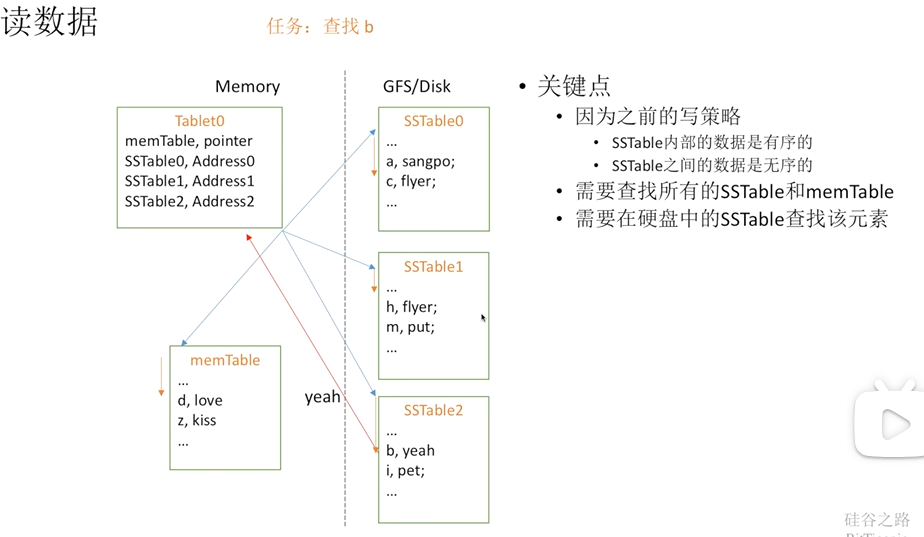 读数据
任务：查找 b
Memory
GFS/Disk
Tablet0
memTable, pointer
SSTable0, Address0
SSTable1, Address1
SSTable2, Address2
memTable
...
d, love
z, kiss
...
yeah
SSTable0
...
a, sangpo;
c, flyer;
...
SSTable1
...
h, flyer;
m, put;
...
SSTable2
...
b, yeah
i, pet;
...
• 关键点
• 因为之前的写策略
• SSTable内部的数据是有序的
• SSTable之间的数据是无序的
• 需要查找所有的SSTable和memTable
• 需要在硬盘中的SSTable查找该元素
硅谷之路